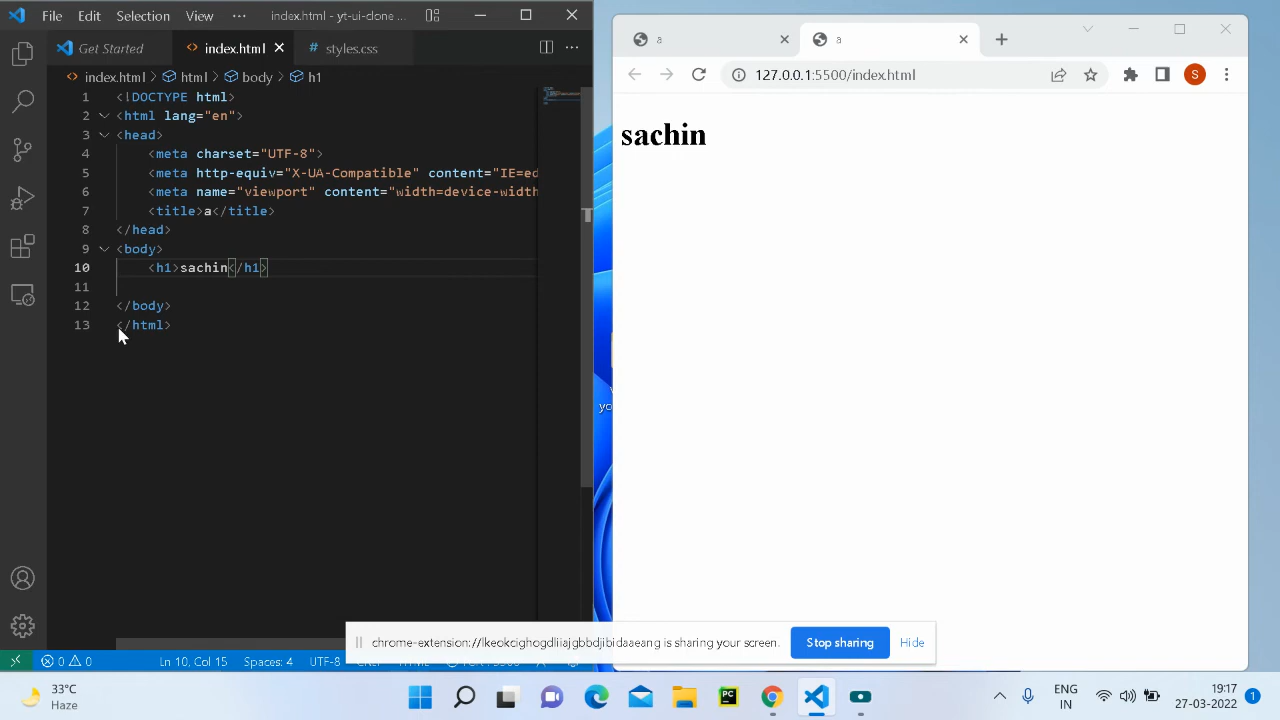 File Edit Selection View ··· index.html - yt-ui-done ...
Get Started index.html styles.css
index.html > html > body > h1
1 <!DOCTYPE html>
2 <html lang="en">
3 <head>
4 <meta charset="UTF-8">
5 <meta http-equiv="X-UA-Compatible" content="IE=ed
6 <meta name="viewport" content="width=device-width
7 <title>a</title>
8 </head>
9 <body>
10 <h1>sachin</h1>
11
12 </body>
13 </html>
0 0 Ln 10, Col 15 Spaces: 4 UTF-8
a
a
127.0.0.1:5500/index.html
S
sachin
yo
is sharing your screen. Stop sharing Hide
33°C
Haze
ENG
IN
19:17
27-03-2022
1